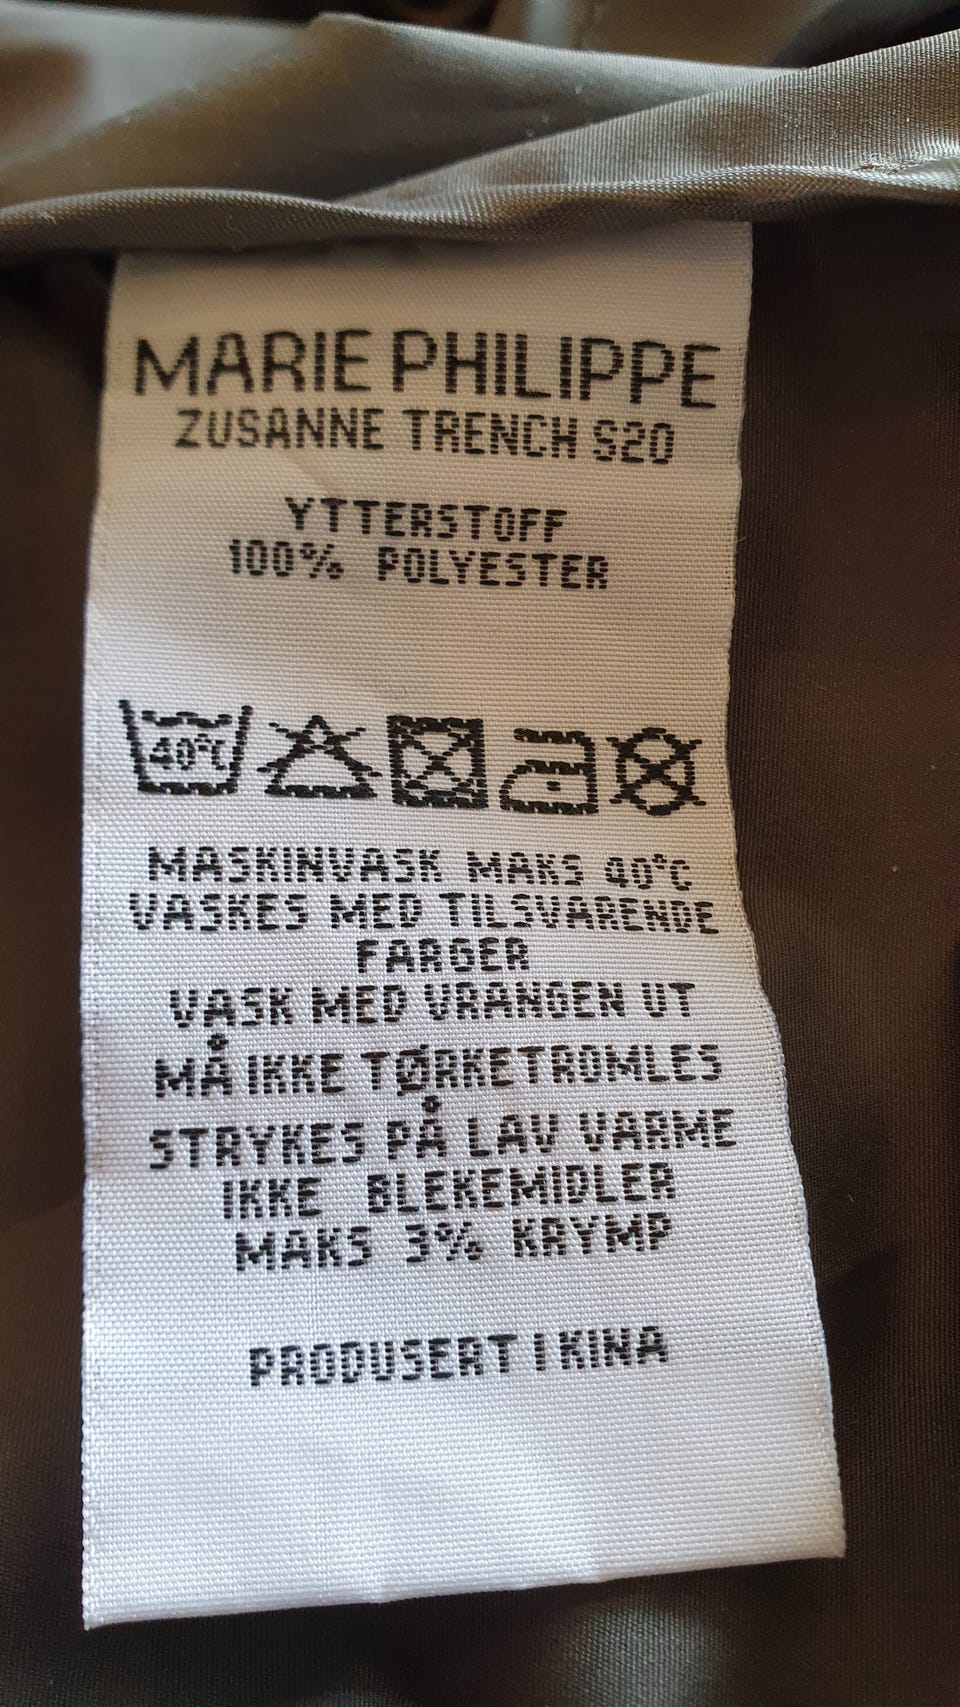 MARIE PHILIPPE
ZUSANNE TRENCH S20
YTTERSTOFF
100% POLYESTER
40°C
MASKINVASK MAKS 40°C
VASKES MED TILSVARENDE
FARGER
VASK MED VRANGEN UT
MÅ IKKE TØRKETROMLES
STRYKES PÅ LAV VARME
IKKE BLEKEMIDLER
MAKS 3% KRYMP
PRODUSERT I KINA